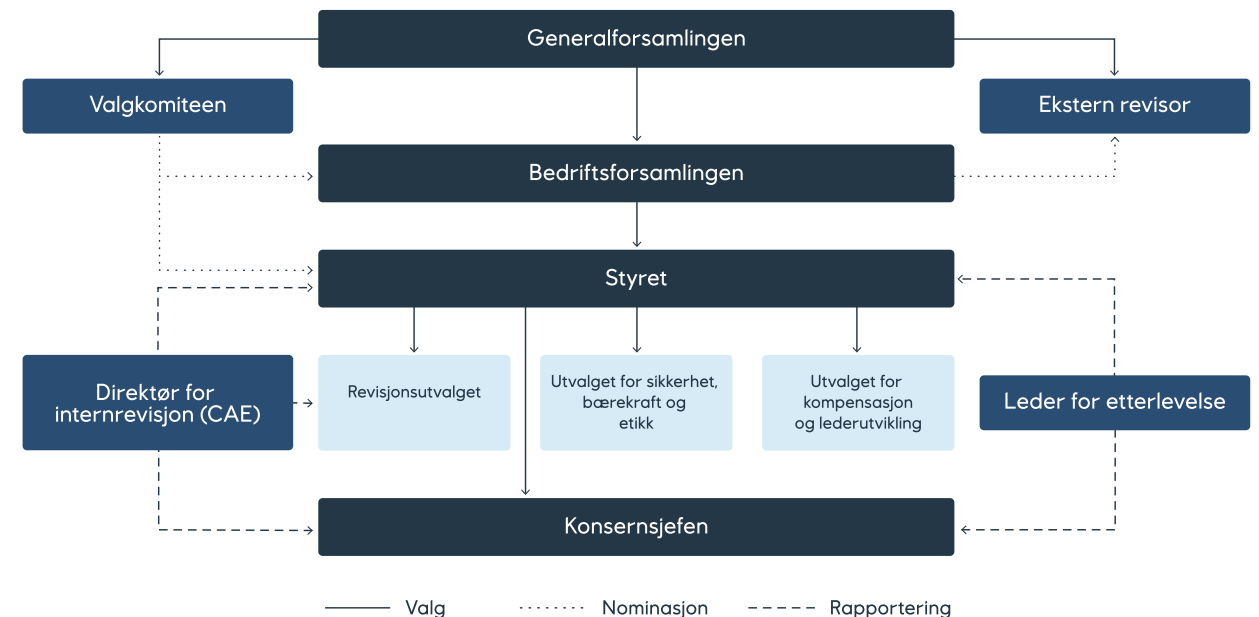 Generalforsamlingen
Valgkomiteen
Ekstern revisor
Bedriftsforsamlingen
Styret
Direktør for
internrevisjon (CAE)
Revisjonsutvalget
Utvalget for sikkerhet,
bærekraft og
etikk
Utvalget for
kompensasjon
og lederutvikling
Leder for etterlevelse
Konsernsjefen
Valg
Nominasjon
Rapportering